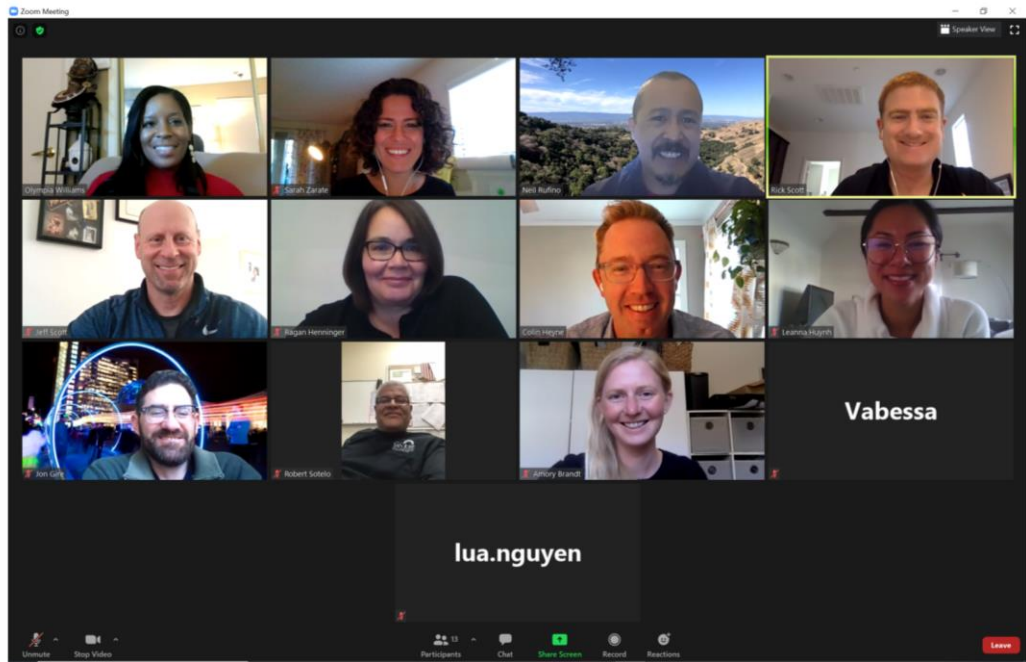 Zoom Meeting
Speaker View
Olympia Williams
Sarah Zarate
Neil Rufino
Rick Scott
Jeff Scott
Ragan Henninger
Colin Heyne
Leanna Huynh
Jon Gire
Robert Sotelo
Amory Brandt
Vabessa
lua.nguyen
Unmute
Stop Video
Participants
13
Chat
Share Screen
Record
Reactions
Leave